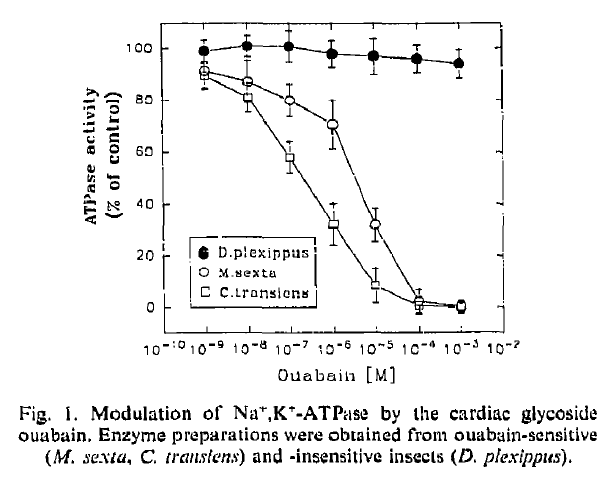 100
80
60
40
20
0
ATPase activity
(% of control)
D.plexippus
M.sexta
C.transiens
10-10 10-9 10-8 10-7 10-6 10-5 10-4 10-3 10-2
Ouabain [M]
Fig. 1. Modulation of Na+,K+-ATPase by the cardiac glycoside
ouabain. Enzyme preparations were obtained from ouabain-sensitive
(M. sexta, C. transiens) and -insensitive insects (D. plexippus).